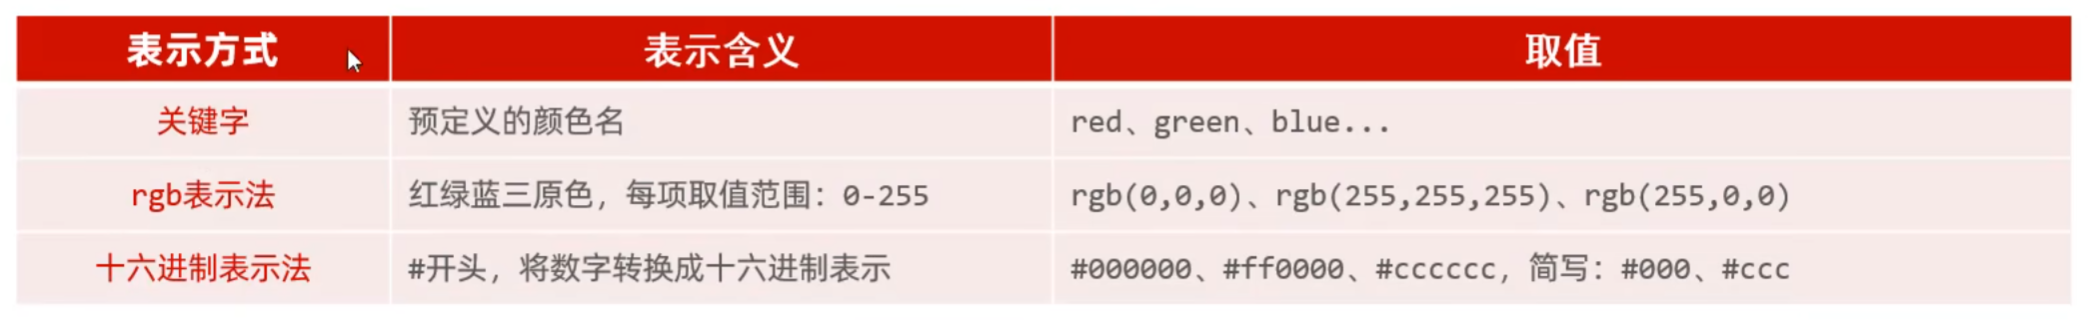 表示方式 表示含义 取值
关键字 预定义的颜色名 red、green、blue...
rgb表示法 红绿蓝三原色，每项取值范围：0-255 rgb(0,0,0)、rgb(255,255,255)、rgb(255,0,0)
十六进制表示法 #开头，将数字转换成十六进制表示 #000000、#ff0000、#cccccc，简写：#000、#ccc